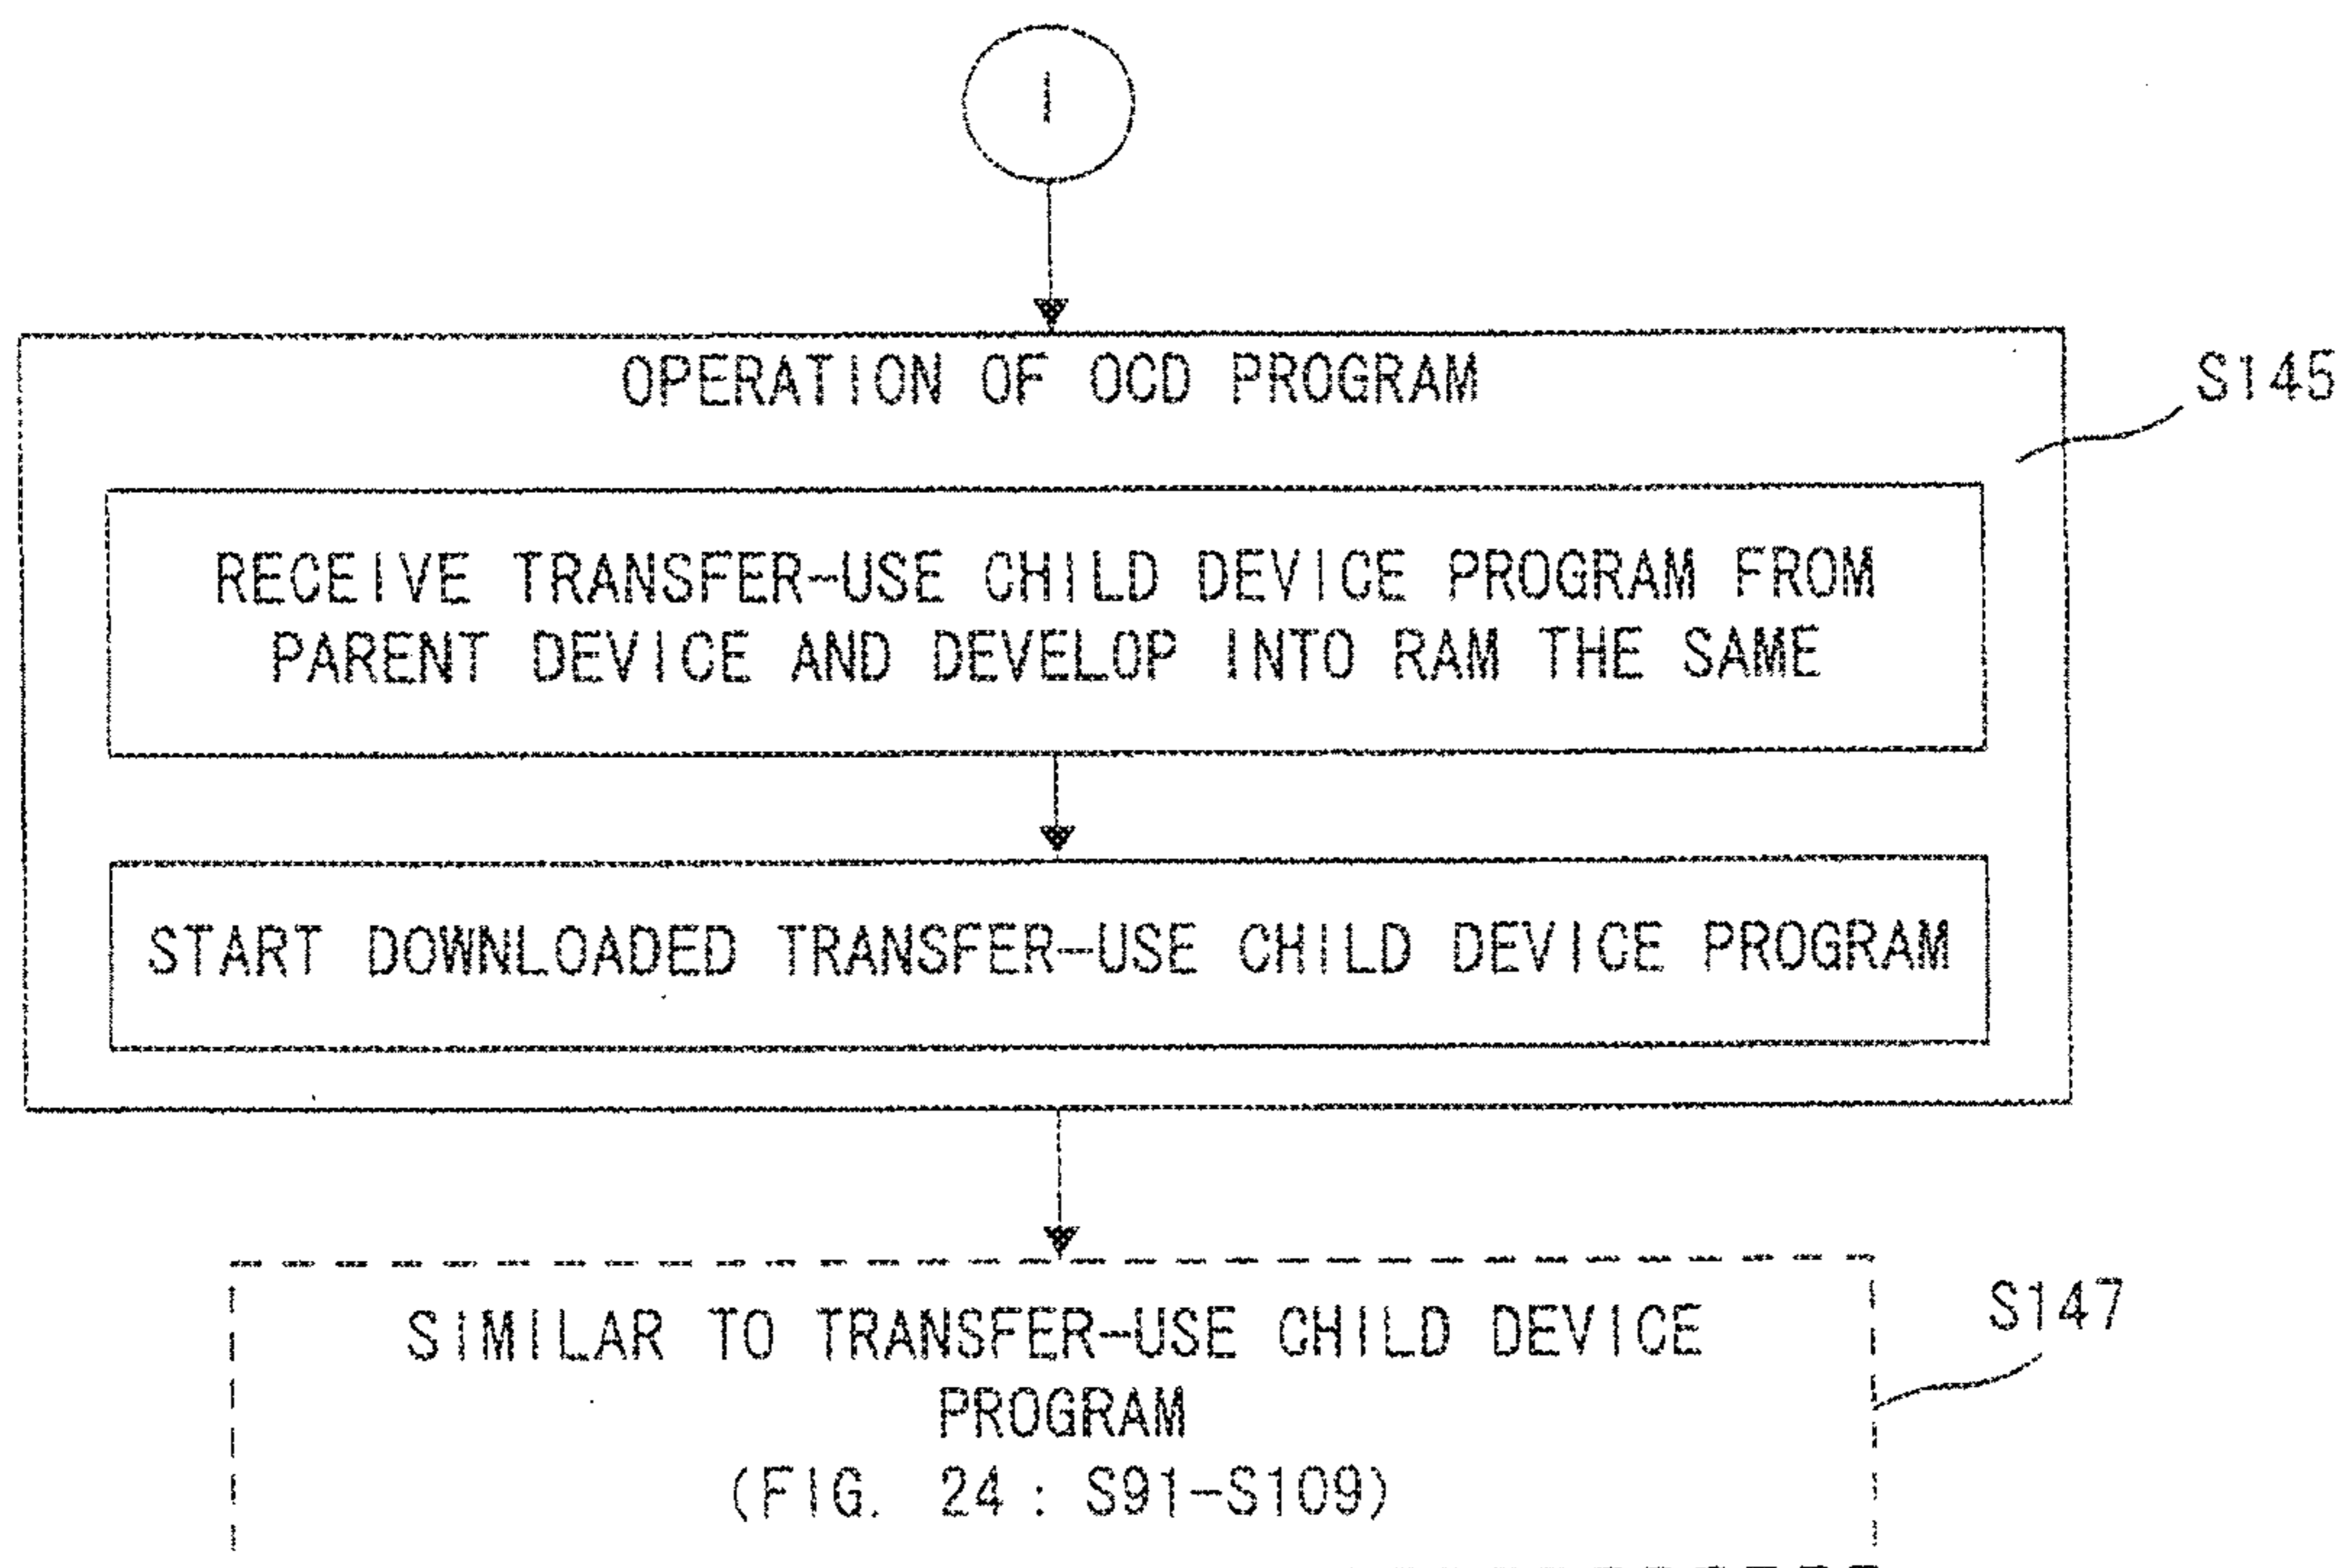 I
OPERATION OF OCD PROGRAM
S145
RECEIVE TRANSFER-USE CHILD DEVICE PROGRAM FROM
PARENT DEVICE AND DEVELOP INTO RAM THE SAME
START DOWNLOADED TRANSFER-USE CHILD DEVICE PROGRAM
SIMILAR TO TRANSFER-USE CHILD DEVICE
PROGRAM
(FIG. 24 : S91-S109)
S147